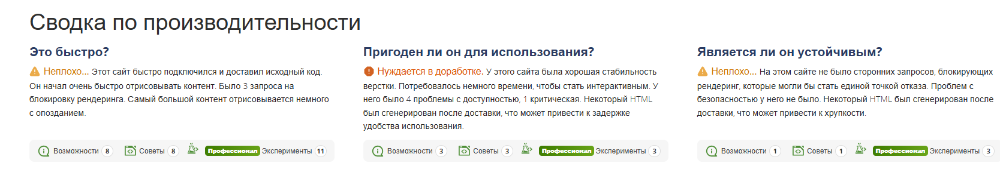 Сводка по производительности
Это быстро?
Неплохо... Этот сайт быстро подключился и доставил исходный код.
Он начал очень быстро отрисовывать контент. Было 3 запроса на
блокировку рендеринга. Самый большой контент отрисовывается немного
с опозданием.
Возможности 8 Советы 8 Профессионал Эксперименты 11
Пригоден ли он для использования?
Нуждается в доработке. У этого сайта была хорошая стабильность
верстки. Потребовалось немного времени, чтобы стать интерактивным. У
него было 4 проблемы с доступностью, 1 критическая. Некоторый HTML
был сгенерирован после доставки, что может привести к задержке
удобства использования.
Возможности 3 Советы 3 Профессионал Эксперименты 3
Является ли он устойчивым?
Неплохо... На этом сайте не было сторонних запросов, блокирующих
рендеринг, которые могли бы стать единой точкой отказа. Проблем с
безопасностью у него не было. Некоторый HTML был сгенерирован после
доставки, что может привести к хрупкости.
Возможности 1 Советы 1 Профессионал Эксперименты 3